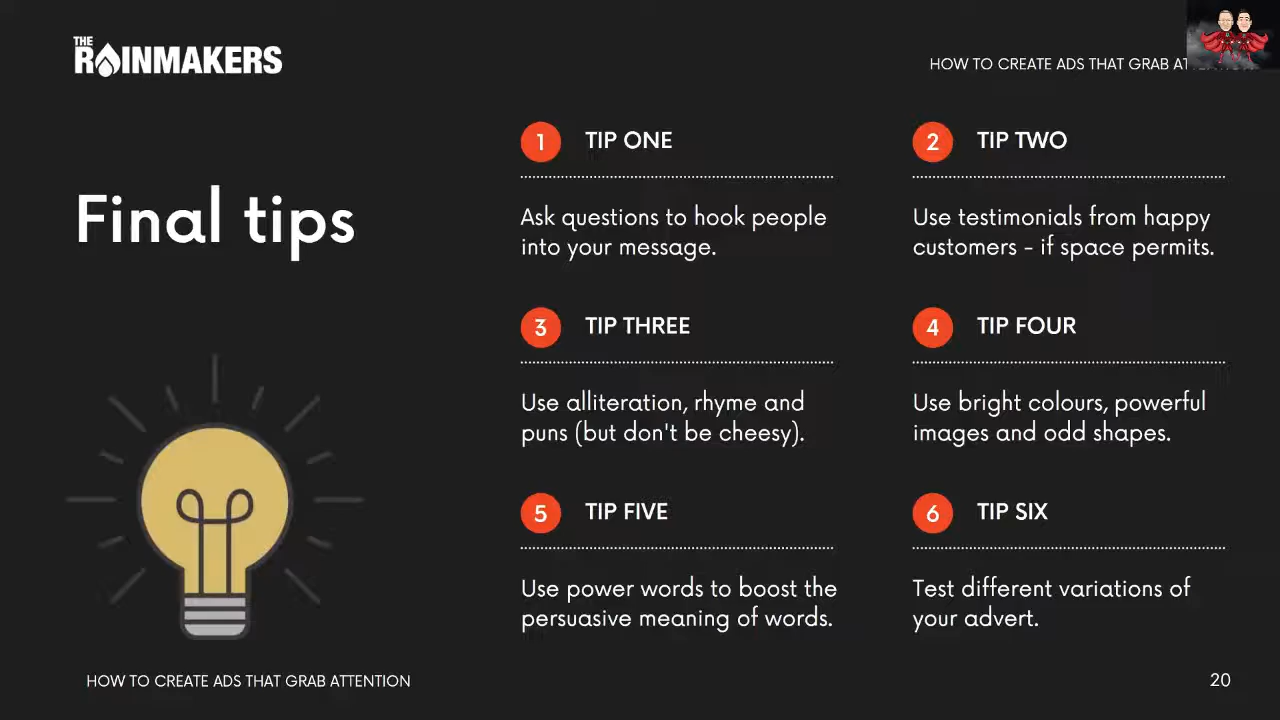 THE
RAINMAKERS
HOW TO CREATE ADS THAT GRAB AT
Final tips
1 TIP ONE
Ask questions to hook people
into your message.
2 TIP TWO
Use testimonials from happy
customers - if space permits.
3 TIP THREE
Use alliteration, rhyme and
puns (but don't be cheesy).
4 TIP FOUR
Use bright colours, powerful
images and odd shapes.
5 TIP FIVE
Use power words to boost the
persuasive meaning of words.
6 TIP SIX
Test different variations of
your advert.
HOW TO CREATE ADS THAT GRAB ATTENTION
20